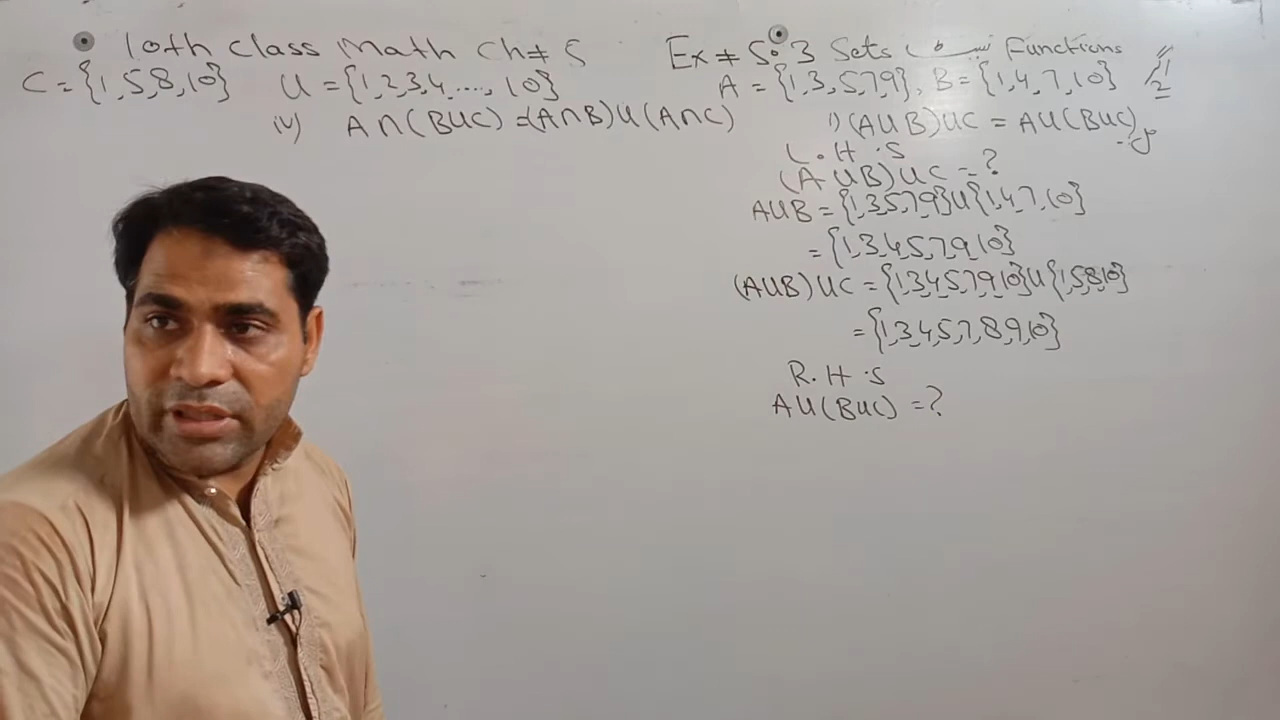 10th class Math Ch# 5 Ex# 5.3 Sets Functions
C = {1,5,8,10} U = {1,2,3,4...., 10} A = {1,3,5,7,9}, B = {1,4,7,10}
iv) A∩(B∪C) =(A∩B)∪(A∩C) i) (A∪B)∪C = A∪(B∪C)
L.H.S
(A∪B)∪C = ?
A∪B = {1,3,5,7,9}∪{1,4,7,10}
= {1,3,4,5,7,9,10}
(A∪B)∪C = {1,3,4,5,7,9,10}∪{1,5,8,10}
= {1,3,4,5,7,8,9,10}
R.H.S
A∪(B∪C) = ?